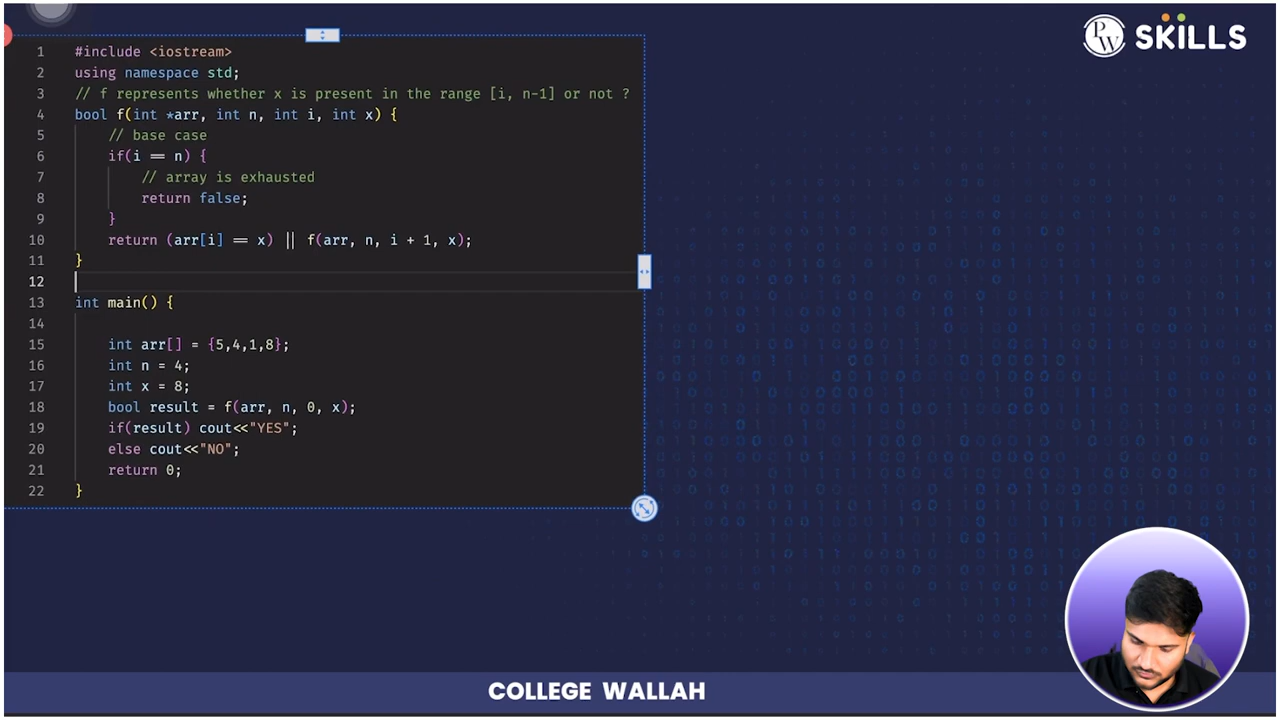 PW SKILLS
1 #include <iostream>
2 using namespace std;
3 // f represents whether x is present in the range [i, n-1] or not ?
4 bool f(int *arr, int n, int i, int x) {
5 // base case
6 if(i == n) {
7 // array is exhausted
8 return false;
9 }
10 return (arr[i] == x) || f(arr, n, i + 1, x);
11 }
12
13 int main() {
14
15 int arr[] = {5,4,1,8};
16 int n = 4;
17 int x = 8;
18 bool result = f(arr, n, 0, x);
19 if(result) cout<<"YES";
20 else cout<<"NO";
21 return 0;
22 }
COLLEGE WALLAH